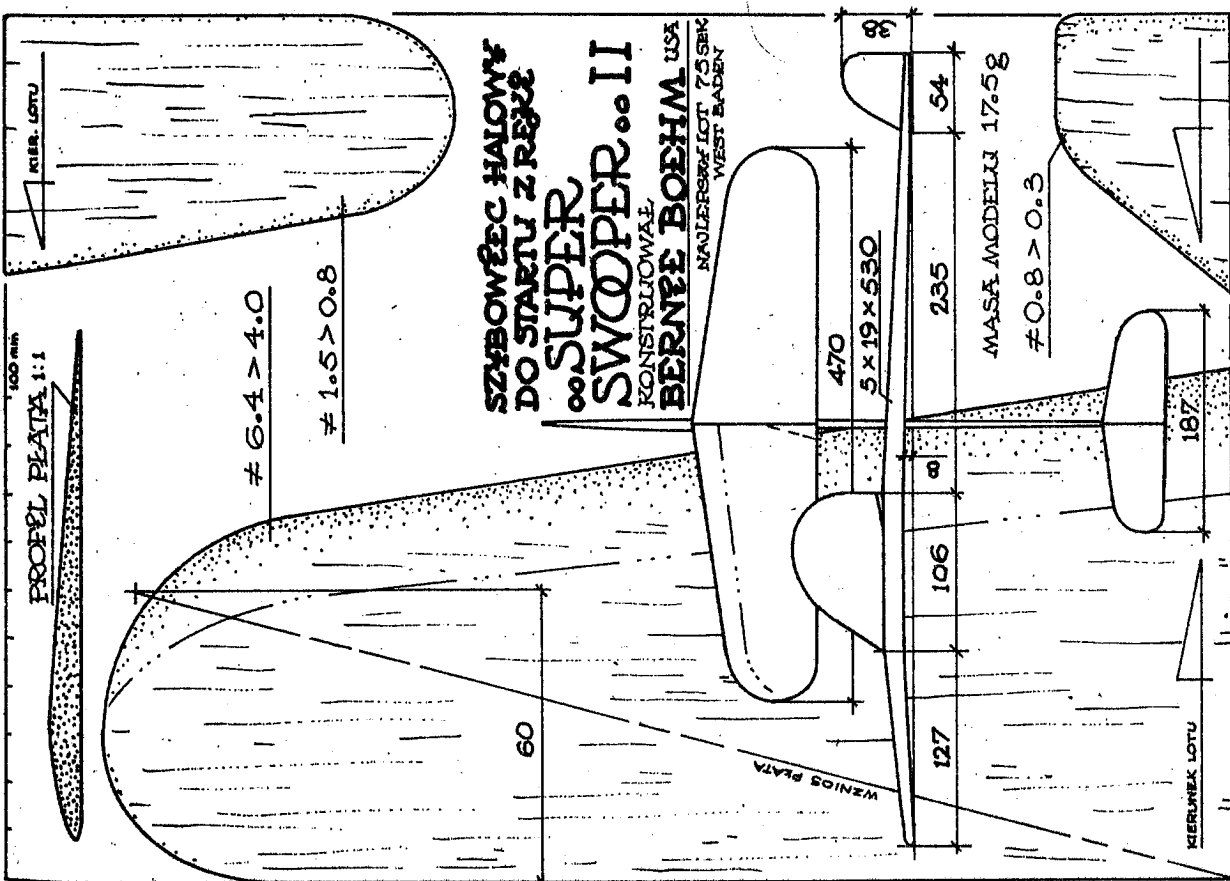 SZYBOWIEC HALOWY
DO STARTU Z RĘKI
„SUPER
SWOOPER„II
KONSTRUOWAŁ
BERNIE BOEHM USA
NAJLEPSZY LOT 75SEK
WEST BADEN
100 mm
PROFIL PŁATA 1:1
KIER. LOTU
≠ 6.4 > 4.0
≠ 1.5 > 0.8
60
WZNIOS PŁATA
470
5×19×530
38
54
235
8
106
127
MASA MODELU 17.5g
≠0.8>0.3
187
KIERUNEK LOTU